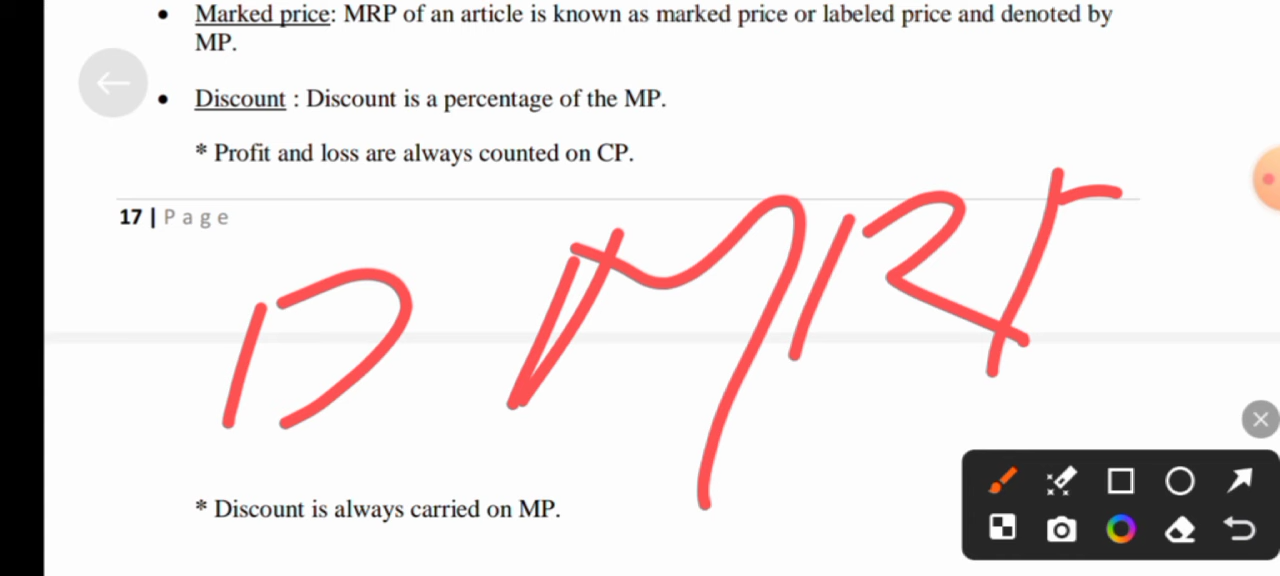 • Marked price: MRP of an article is known as marked price or labeled price and denoted by
MP.
• Discount : Discount is a percentage of the MP.
* Profit and loss are always counted on CP.
17 | Page
D MRP
* Discount is always carried on MP.